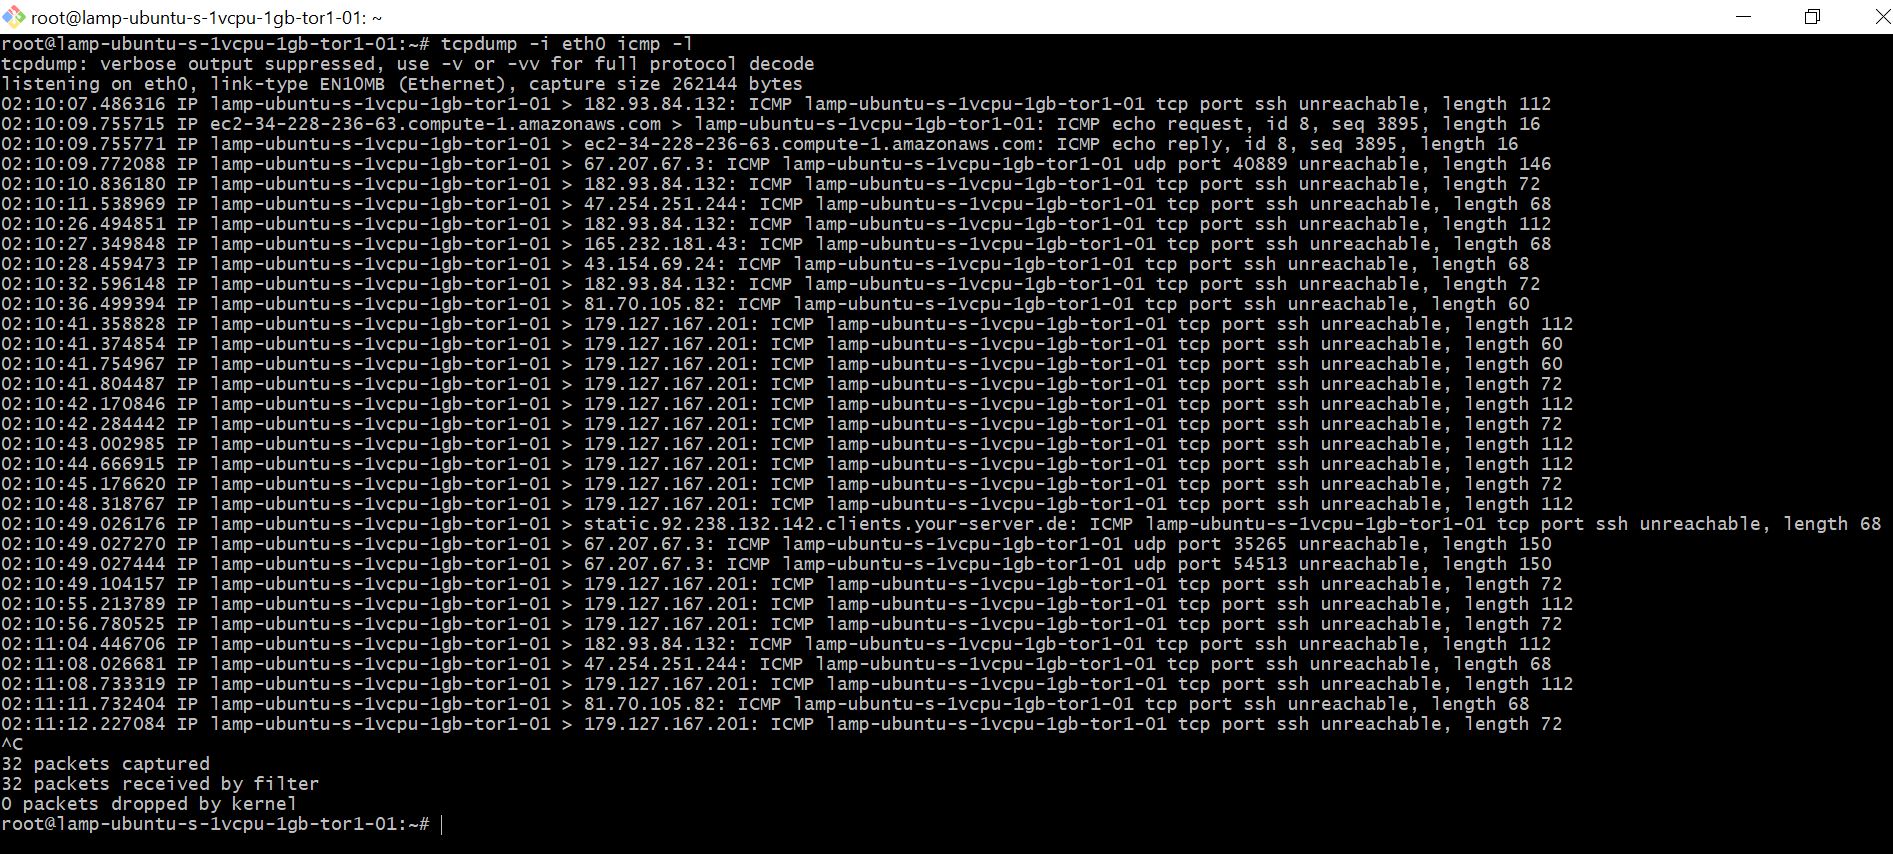 root@lamp-ubuntu-s-1vcpu-1gb-tor1-01: ~
root@lamp-ubuntu-s-1vcpu-1gb-tor1-01:~# tcpdump -i eth0 icmp -l
tcpdump: verbose output suppressed, use -v or -vv for full protocol decode
listening on eth0, link-type EN10MB (Ethernet), capture size 262144 bytes
02:10:07.486316 IP lamp-ubuntu-s-1vcpu-1gb-tor1-01 > 182.93.84.132: ICMP lamp-ubuntu-s-1vcpu-1gb-tor1-01 tcp port ssh unreachable, length 112
02:10:09.755715 IP ec2-34-228-236-63.compute-1.amazonaws.com > lamp-ubuntu-s-1vcpu-1gb-tor1-01: ICMP echo request, id 8, seq 3895, length 16
02:10:09.755771 IP lamp-ubuntu-s-1vcpu-1gb-tor1-01 > ec2-34-228-236-63.compute-1.amazonaws.com: ICMP echo reply, id 8, seq 3895, length 16
02:10:09.772088 IP lamp-ubuntu-s-1vcpu-1gb-tor1-01 > 67.207.67.3: ICMP lamp-ubuntu-s-1vcpu-1gb-tor1-01 udp port 40889 unreachable, length 146
02:10:10.836180 IP lamp-ubuntu-s-1vcpu-1gb-tor1-01 > 182.93.84.132: ICMP lamp-ubuntu-s-1vcpu-1gb-tor1-01 tcp port ssh unreachable, length 72
02:10:11.538969 IP lamp-ubuntu-s-1vcpu-1gb-tor1-01 > 47.254.251.244: ICMP lamp-ubuntu-s-1vcpu-1gb-tor1-01 tcp port ssh unreachable, length 68
02:10:26.494851 IP lamp-ubuntu-s-1vcpu-1gb-tor1-01 > 182.93.84.132: ICMP lamp-ubuntu-s-1vcpu-1gb-tor1-01 tcp port ssh unreachable, length 112
02:10:27.349848 IP lamp-ubuntu-s-1vcpu-1gb-tor1-01 > 165.232.181.43: ICMP lamp-ubuntu-s-1vcpu-1gb-tor1-01 tcp port ssh unreachable, length 68
02:10:28.459473 IP lamp-ubuntu-s-1vcpu-1gb-tor1-01 > 43.154.69.24: ICMP lamp-ubuntu-s-1vcpu-1gb-tor1-01 tcp port ssh unreachable, length 68
02:10:32.596148 IP lamp-ubuntu-s-1vcpu-1gb-tor1-01 > 182.93.84.132: ICMP lamp-ubuntu-s-1vcpu-1gb-tor1-01 tcp port ssh unreachable, length 72
02:10:36.499394 IP lamp-ubuntu-s-1vcpu-1gb-tor1-01 > 81.70.105.82: ICMP lamp-ubuntu-s-1vcpu-1gb-tor1-01 tcp port ssh unreachable, length 60
02:10:41.358828 IP lamp-ubuntu-s-1vcpu-1gb-tor1-01 > 179.127.167.201: ICMP lamp-ubuntu-s-1vcpu-1gb-tor1-01 tcp port ssh unreachable, length 112
02:10:41.374854 IP lamp-ubuntu-s-1vcpu-1gb-tor1-01 > 179.127.167.201: ICMP lamp-ubuntu-s-1vcpu-1gb-tor1-01 tcp port ssh unreachable, length 60
02:10:41.754967 IP lamp-ubuntu-s-1vcpu-1gb-tor1-01 > 179.127.167.201: ICMP lamp-ubuntu-s-1vcpu-1gb-tor1-01 tcp port ssh unreachable, length 60
02:10:41.804487 IP lamp-ubuntu-s-1vcpu-1gb-tor1-01 > 179.127.167.201: ICMP lamp-ubuntu-s-1vcpu-1gb-tor1-01 tcp port ssh unreachable, length 72
02:10:42.170846 IP lamp-ubuntu-s-1vcpu-1gb-tor1-01 > 179.127.167.201: ICMP lamp-ubuntu-s-1vcpu-1gb-tor1-01 tcp port ssh unreachable, length 112
02:10:42.284442 IP lamp-ubuntu-s-1vcpu-1gb-tor1-01 > 179.127.167.201: ICMP lamp-ubuntu-s-1vcpu-1gb-tor1-01 tcp port ssh unreachable, length 72
02:10:43.002985 IP lamp-ubuntu-s-1vcpu-1gb-tor1-01 > 179.127.167.201: ICMP lamp-ubuntu-s-1vcpu-1gb-tor1-01 tcp port ssh unreachable, length 112
02:10:44.666915 IP lamp-ubuntu-s-1vcpu-1gb-tor1-01 > 179.127.167.201: ICMP lamp-ubuntu-s-1vcpu-1gb-tor1-01 tcp port ssh unreachable, length 112
02:10:45.176620 IP lamp-ubuntu-s-1vcpu-1gb-tor1-01 > 179.127.167.201: ICMP lamp-ubuntu-s-1vcpu-1gb-tor1-01 tcp port ssh unreachable, length 72
02:10:48.318767 IP lamp-ubuntu-s-1vcpu-1gb-tor1-01 > 179.127.167.201: ICMP lamp-ubuntu-s-1vcpu-1gb-tor1-01 tcp port ssh unreachable, length 112
02:10:49.026176 IP lamp-ubuntu-s-1vcpu-1gb-tor1-01 > static.92.238.132.142.clients.your-server.de: ICMP lamp-ubuntu-s-1vcpu-1gb-tor1-01 tcp port ssh unreachable, length 68
02:10:49.027270 IP lamp-ubuntu-s-1vcpu-1gb-tor1-01 > 67.207.67.3: ICMP lamp-ubuntu-s-1vcpu-1gb-tor1-01 udp port 35265 unreachable, length 150
02:10:49.027444 IP lamp-ubuntu-s-1vcpu-1gb-tor1-01 > 67.207.67.3: ICMP lamp-ubuntu-s-1vcpu-1gb-tor1-01 udp port 54513 unreachable, length 150
02:10:49.104157 IP lamp-ubuntu-s-1vcpu-1gb-tor1-01 > 179.127.167.201: ICMP lamp-ubuntu-s-1vcpu-1gb-tor1-01 tcp port ssh unreachable, length 72
02:10:55.213789 IP lamp-ubuntu-s-1vcpu-1gb-tor1-01 > 179.127.167.201: ICMP lamp-ubuntu-s-1vcpu-1gb-tor1-01 tcp port ssh unreachable, length 112
02:10:56.780525 IP lamp-ubuntu-s-1vcpu-1gb-tor1-01 > 179.127.167.201: ICMP lamp-ubuntu-s-1vcpu-1gb-tor1-01 tcp port ssh unreachable, length 72
02:11:04.446706 IP lamp-ubuntu-s-1vcpu-1gb-tor1-01 > 182.93.84.132: ICMP lamp-ubuntu-s-1vcpu-1gb-tor1-01 tcp port ssh unreachable, length 112
02:11:08.026681 IP lamp-ubuntu-s-1vcpu-1gb-tor1-01 > 47.254.251.244: ICMP lamp-ubuntu-s-1vcpu-1gb-tor1-01 tcp port ssh unreachable, length 68
02:11:08.733319 IP lamp-ubuntu-s-1vcpu-1gb-tor1-01 > 179.127.167.201: ICMP lamp-ubuntu-s-1vcpu-1gb-tor1-01 tcp port ssh unreachable, length 112
02:11:11.732404 IP lamp-ubuntu-s-1vcpu-1gb-tor1-01 > 81.70.105.82: ICMP lamp-ubuntu-s-1vcpu-1gb-tor1-01 tcp port ssh unreachable, length 68
02:11:12.227084 IP lamp-ubuntu-s-1vcpu-1gb-tor1-01 > 179.127.167.201: ICMP lamp-ubuntu-s-1vcpu-1gb-tor1-01 tcp port ssh unreachable, length 72
^C
32 packets captured
32 packets received by filter
0 packets dropped by kernel
root@lamp-ubuntu-s-1vcpu-1gb-tor1-01:~#